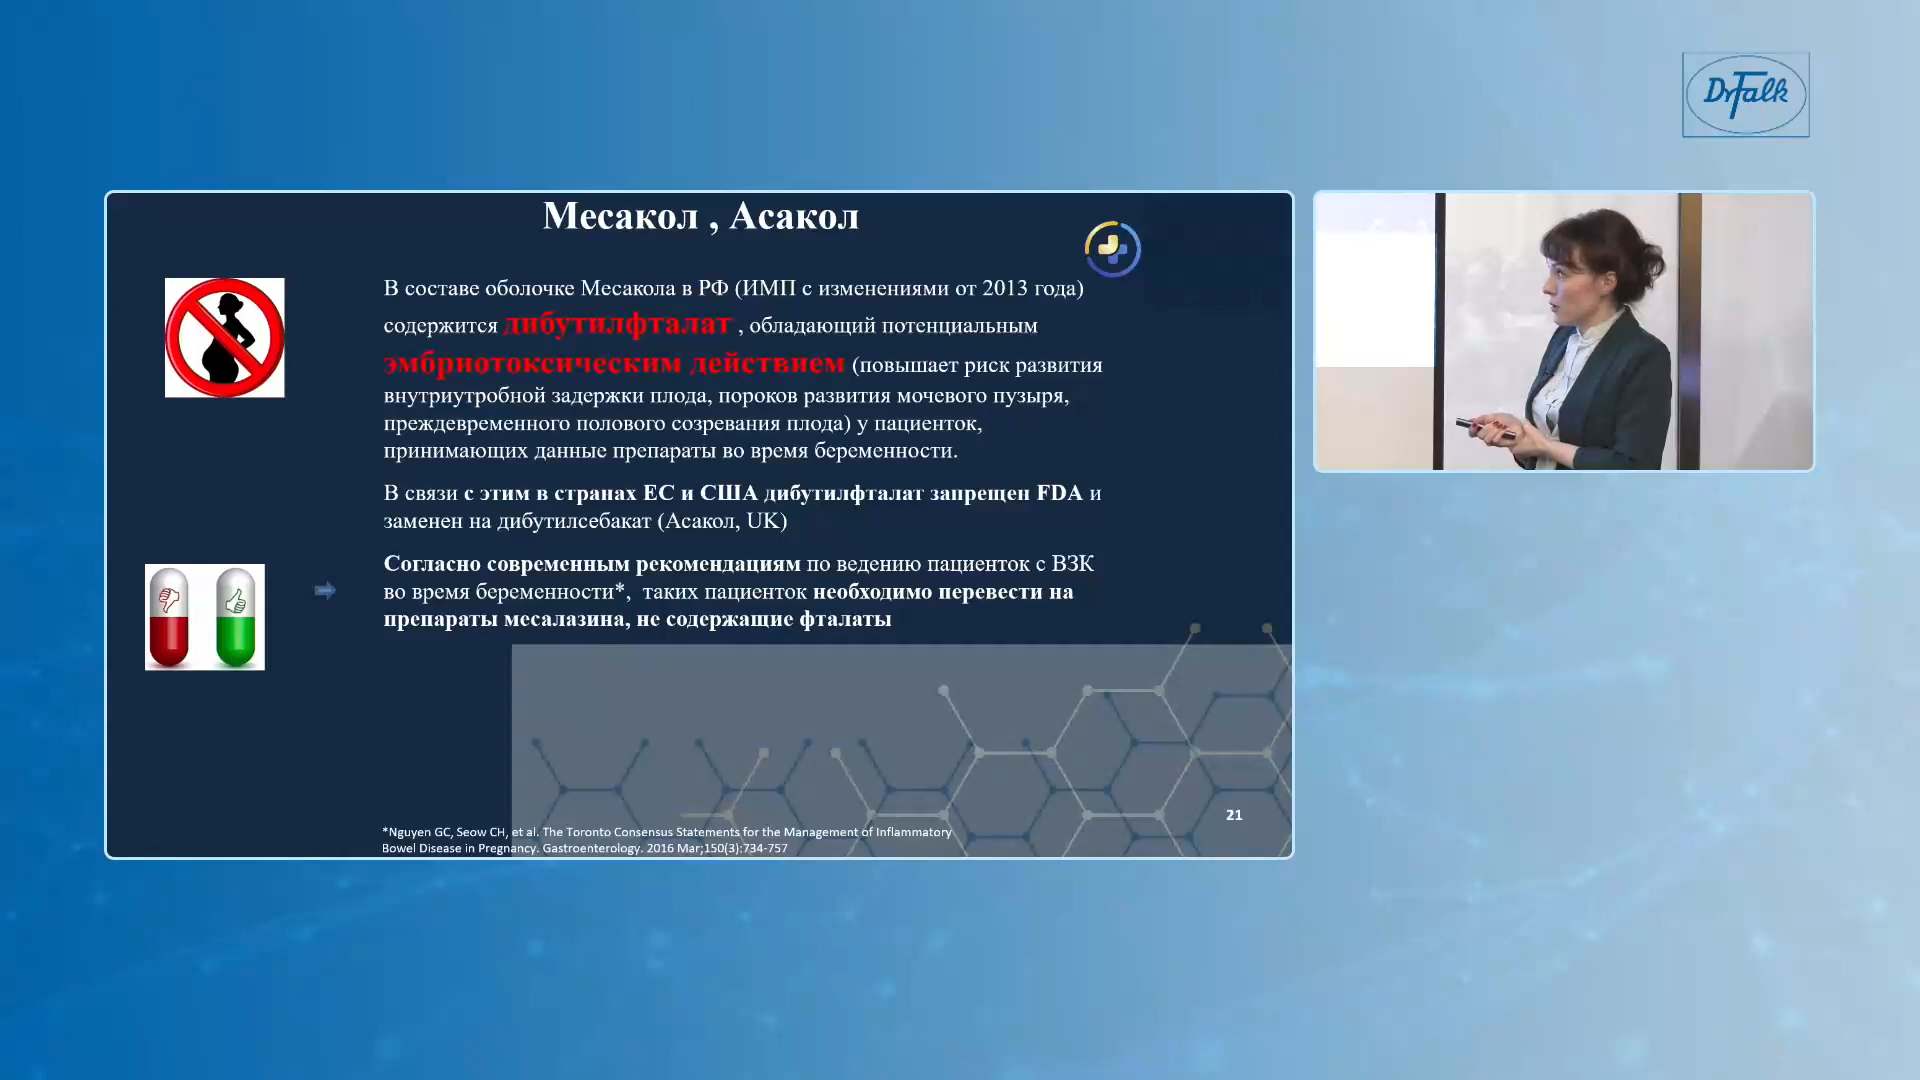 Dr Falk
Месакол , Асакол
В составе оболочке Месакола в РФ (ИМП с изменениями от 2013 года)
содержится дибутилфталат , обладающий потенциальным
эмбриотоксическим действием (повышает риск развития
внутриутробной задержки плода, пороков развития мочевого пузыря,
преждевременного полового созревания плода) у пациенток,
принимающих данные препараты во время беременности.
В связи с этим в странах ЕС и США дибутилфталат запрещен FDA и
заменен на дибутилсебакат (Асакол, UK)
Согласно современным рекомендациям по ведению пациенток с ВЗК
во время беременности*, таких пациенток необходимо перевести на
препараты месалазина, не содержащие фталаты
21
*Nguyen GC, Seow CH, et al. The Toronto Consensus Statements for the Management of Inflammatory
Bowel Disease in Pregnancy. Gastroenterology. 2016 Mar;150(3):734-757